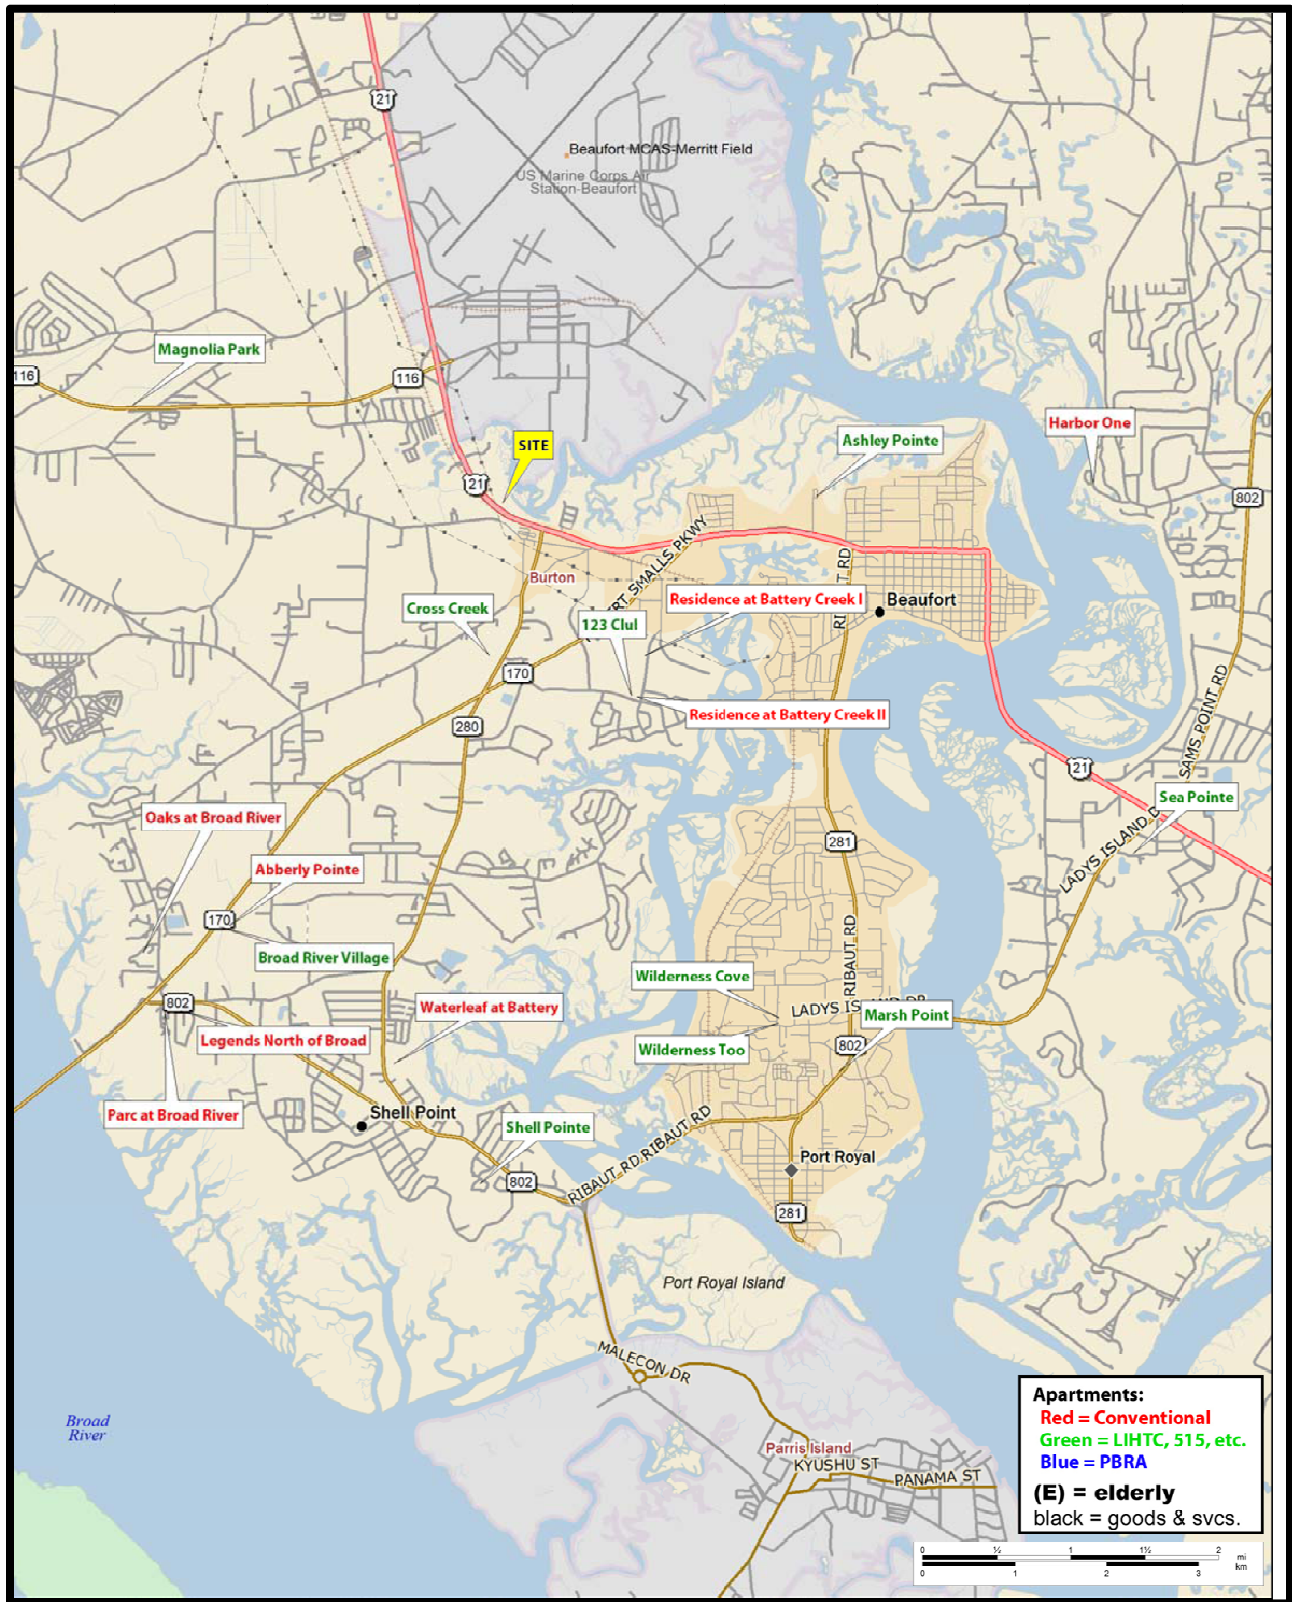 21
Beaufort MCAS-Merritt Field
US Marine Corps Air
Station-Beaufort
Magnolia Park
116
116
Harbor One
Ashley Pointe
SITE
21
802
Burton
RT SMALLS PKWY
Residence at Battery Creek I
Beaufort
Cross Creek
123 Clul
170
Residence at Battery Creek II
280
SAMS POINT RD
21
Sea Pointe
Oaks at Broad River
281
LADYS ISLAND D
Abberly Pointe
170
Broad River Village
RIBAUT RD
Wilderness Cove
802
Waterleaf at Battery
LADYS ISLAND DR
Marsh Point
Legends North of Broad
Wilderness Too
802
Parc at Broad River
Shell Point
Shell Pointe
RIBAUT RD RIBAUT RD
Port Royal
802
281
Port Royal Island
MALECON DR
Broad
River
Parris Island
KYUSHU ST
PANAMA ST
Apartments:
Red = Conventional
Green = LIHTC, 515, etc.
Blue = PBRA
(E) = elderly
black = goods & svcs.
0 ½ 1 1½ 2 mi
0 1 2 3 km